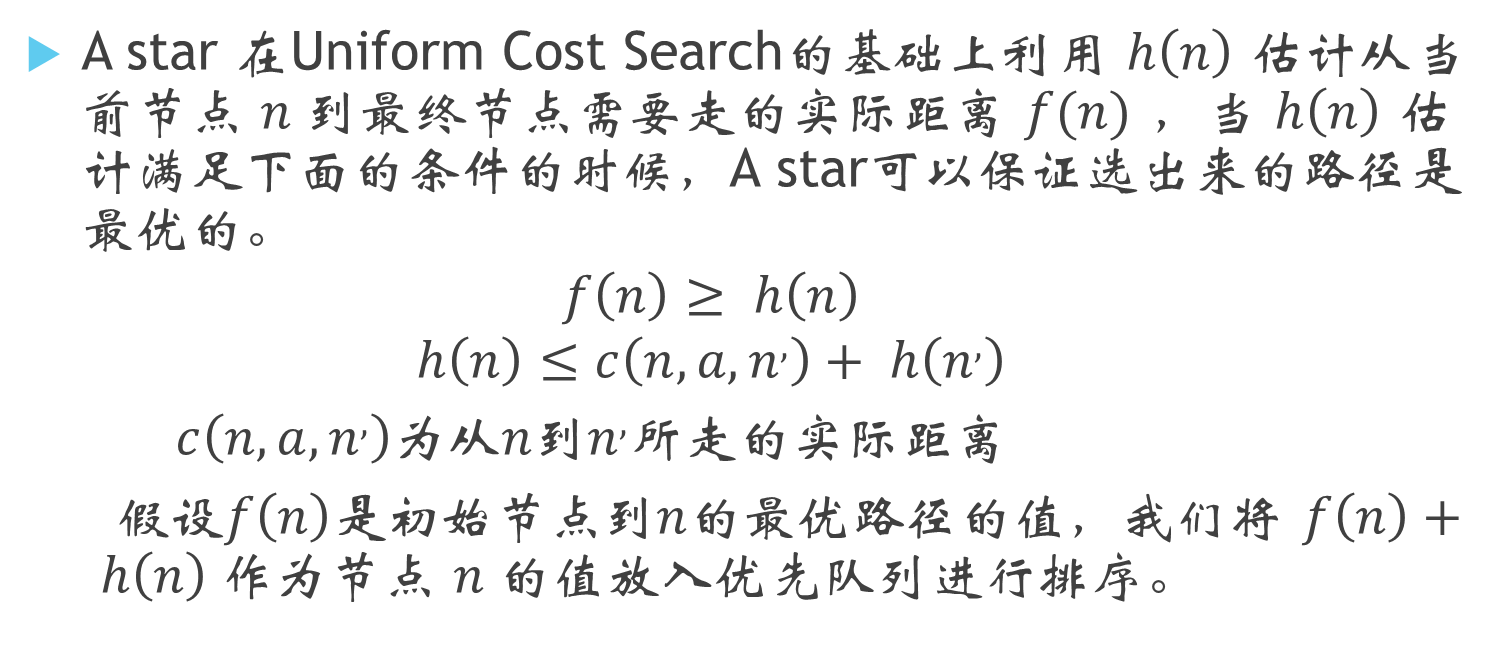 A star 在Uniform Cost Search的基础上利用 h(n) 估计从当
前节点 n 到最终节点需要走的实际距离 f(n) ，当 h(n) 估
计满足下面的条件的时候，A star可以保证选出来的路径是
最优的。
f(n) ≥ h(n)
h(n) ≤ c(n, a, n') + h(n')
c(n, a, n')为从n到n'所走的实际距离
假设f(n)是初始节点到n的最优路径的值，我们将 f(n) +
h(n) 作为节点 n 的值放入优先队列进行排序。